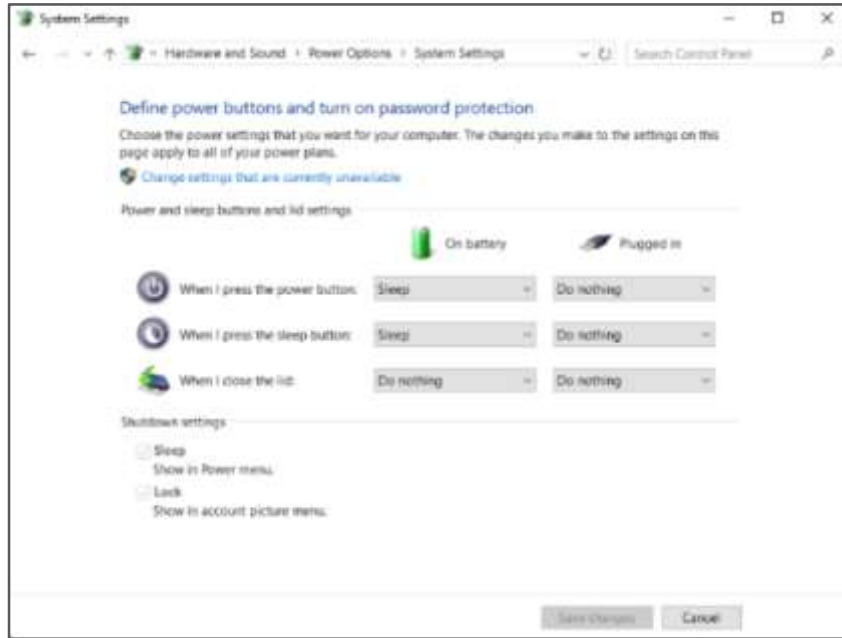 System Settings
Hardware and Sound › Power Options › System Settings
Search Control Panel
Define power buttons and turn on password protection
Choose the power settings that you want for your computer. The changes you make to the settings on this
page apply to all of your power plans.
Change settings that are currently unavailable
Power and sleep buttons and lid settings
On battery Plugged in
When I press the power button: Sleep Do nothing
When I press the sleep button: Sleep Do nothing
When I close the lid: Do nothing Do nothing
Shutdown settings
Sleep
Show in Power menu.
Lock
Show in account picture menu.
Save changes Cancel